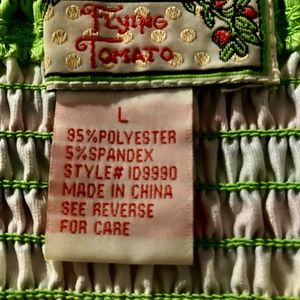 FLYING
TOMATO
L
95%POLYESTER
5%SPANDEX
STYLE# ID9990
MADE IN CHINA
SEE REVERSE
FOR CARE